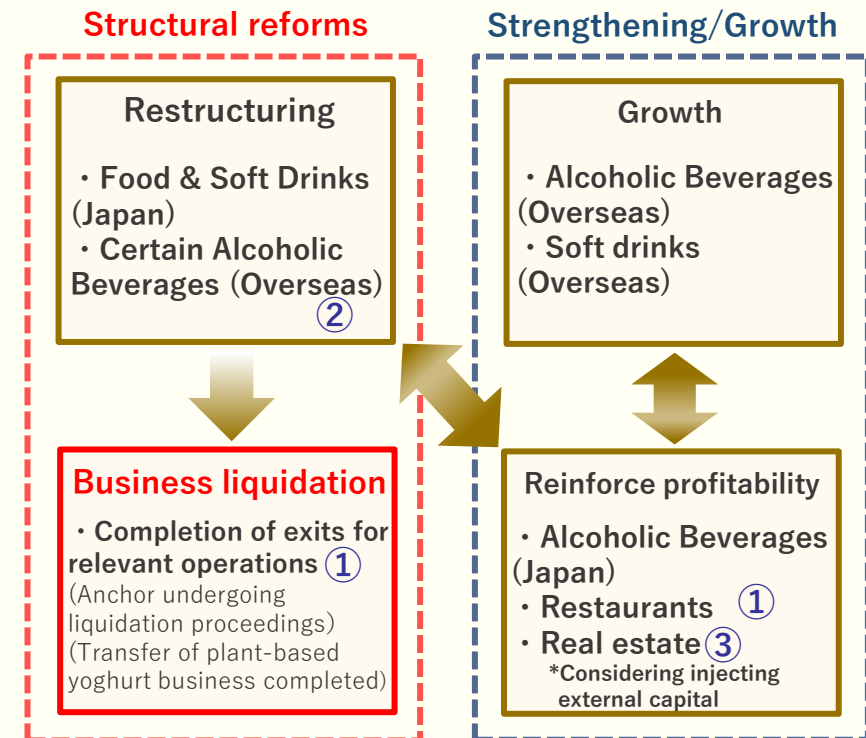 Structural reforms
Restructuring
・Food & Soft Drinks
(Japan)
・Certain Alcoholic
Beverages (Overseas)
②
Business liquidation
・Completion of exits for
relevant operations ①
(Anchor undergoing
liquidation proceedings)
(Transfer of plant-based
yoghurt business completed)
Strengthening/Growth
Growth
・Alcoholic Beverages
(Overseas)
・Soft drinks
(Overseas)
Reinforce profitability
・Alcoholic Beverages
(Japan)
・Restaurants ①
・Real estate ③
*Considering injecting
external capital